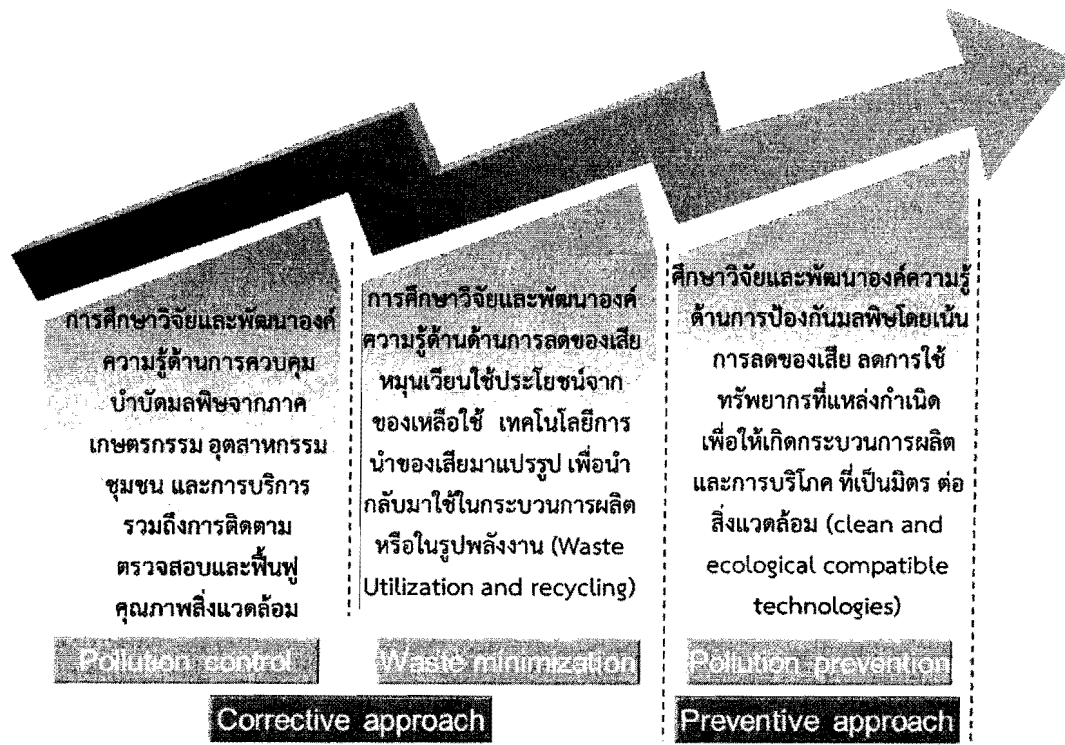 การศึกษาวิจัยและพัฒนาองค์
ความรู้ด้านการควบคุม
บำบัดมลพิษจากภาค
เกษตรกรรม อุตสาหกรรม
ชุมชน และการบริการ
รวมถึงการติดตาม
ตรวจสอบและฟื้นฟู
คุณภาพสิ่งแวดล้อม
Pollution control
การศึกษาวิจัยและพัฒนาองค์
ความรู้ด้านด้านการลดของเสีย
หมุนเวียนใช้ประโยชน์จาก
ของเหลือใช้ เทคโนโลยีการ
นำของเสียมาแปรรูป เพื่อนำ
กลับมาใช้ในกระบวนการผลิต
หรือในรูปพลังงาน (Waste
Utilization and recycling)
Waste minimization
ศึกษาวิจัยและพัฒนาองค์ความรู้
ด้านการป้องกันมลพิษโดยเน้น
การลดของเสีย ลดการใช้
ทรัพยากรที่แหล่งกำเนิด
เพื่อให้เกิดกระบวนการผลิต
และการบริโภค ที่เป็นมิตร ต่อ
สิ่งแวดล้อม (clean and
ecological compatible
technologies)
Pollution prevention
Corrective approach
Preventive approach